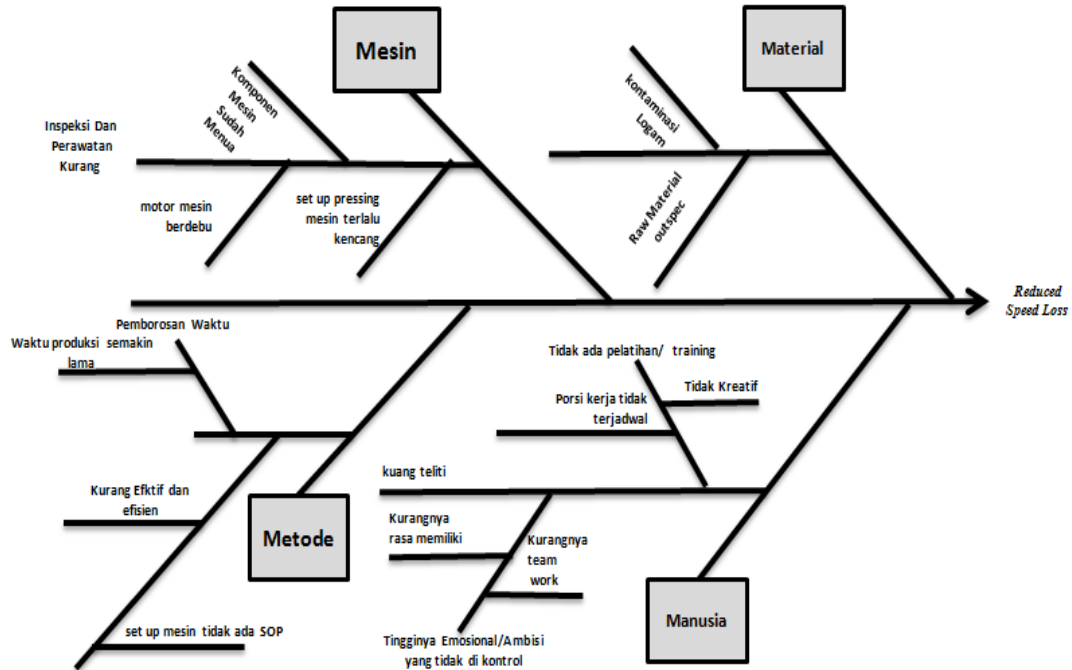 Mesin
Material
Komponen
Mesin
Sudah
Menua
kontaminasi
Logam
Inspeksi Dan
Perawatan
Kurang
motor mesin
berdebu
set up pressing
mesin terlalu
kencang
Raw Material
outspec
Reduced
Speed Loss
Pemborosan Waktu
Waktu produksi semakin
lama
Tidak ada pelatihan/ training
Tidak Kreatif
Porsi kerja tidak
terjadwal
kuang teliti
Kurang Efktif dan
efisien
Metode
Kurangnya
rasa memiliki
Kurangnya
team
work
Manusia
set up mesin tidak ada SOP
Tingginya Emosional/Ambisi
yang tidak di kontrol